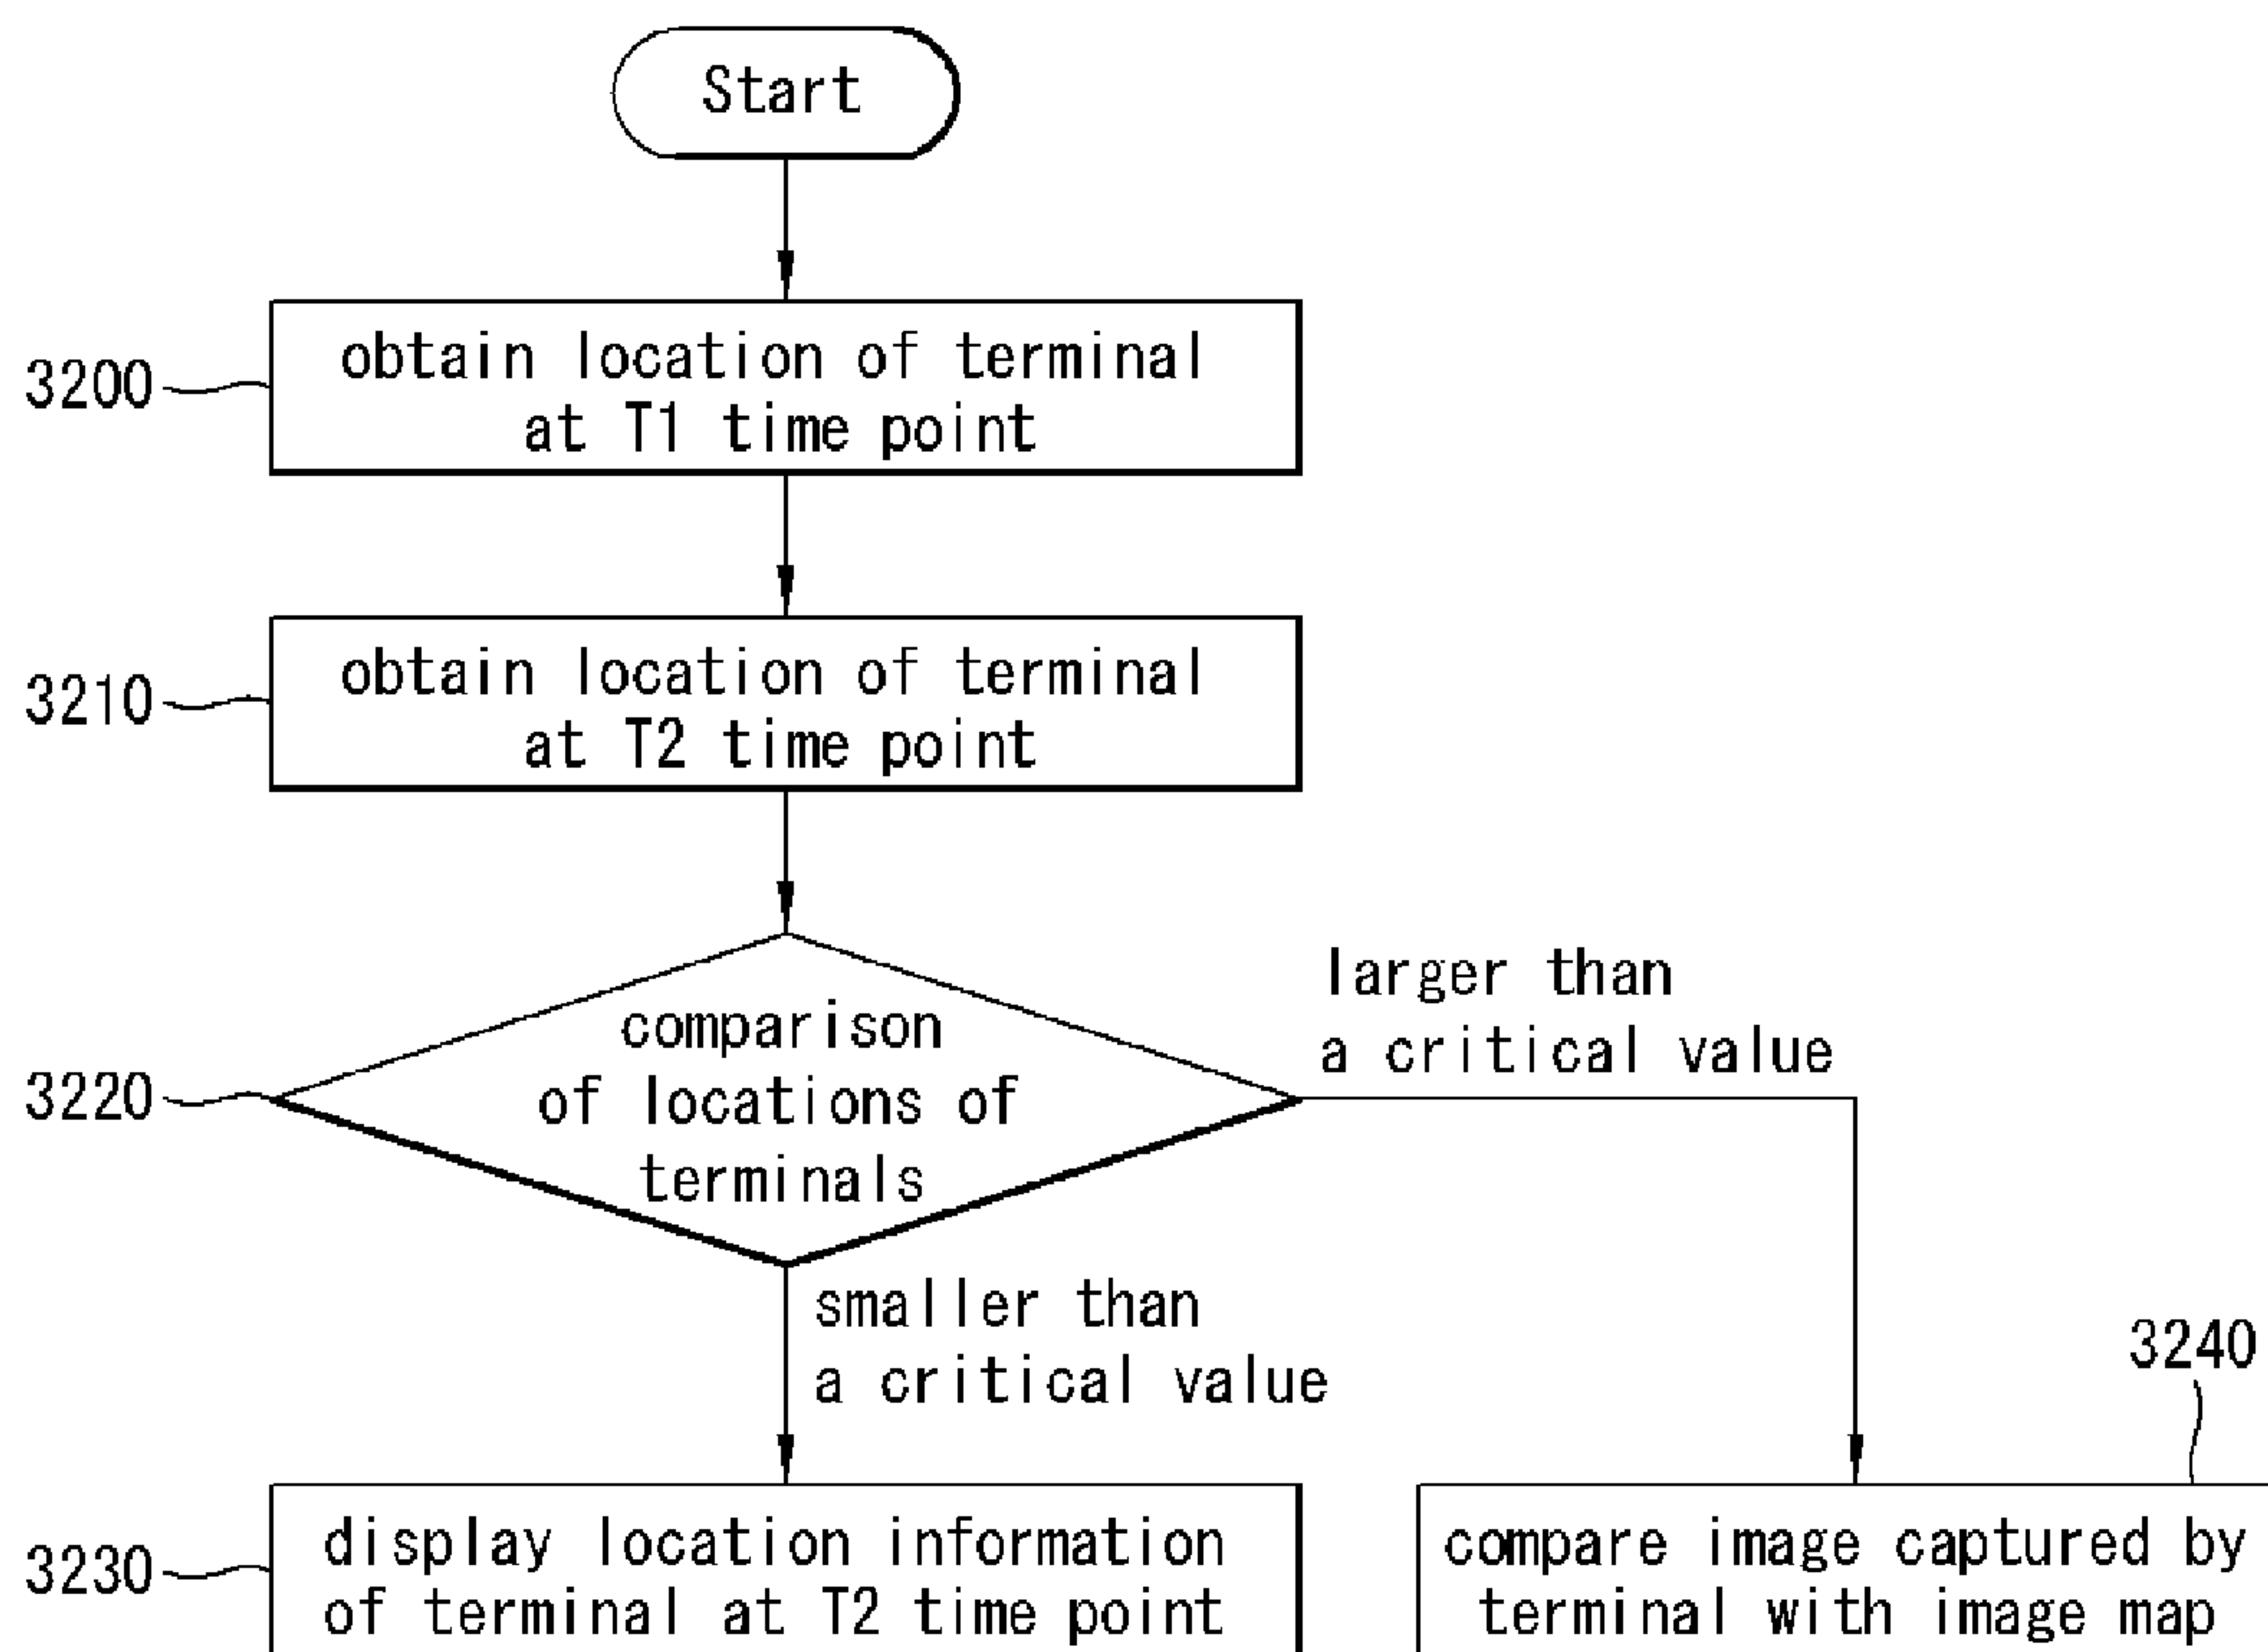 Start
3200
obtain location of terminal
at T1 time point
3210
obtain location of terminal
at T2 time point
larger than
a critical value
3220
comparison
of locations of
terminals
smaller than
a critical value
3240
3230
display location information
of terminal at T2 time point
compare image captured by
terminal with image map